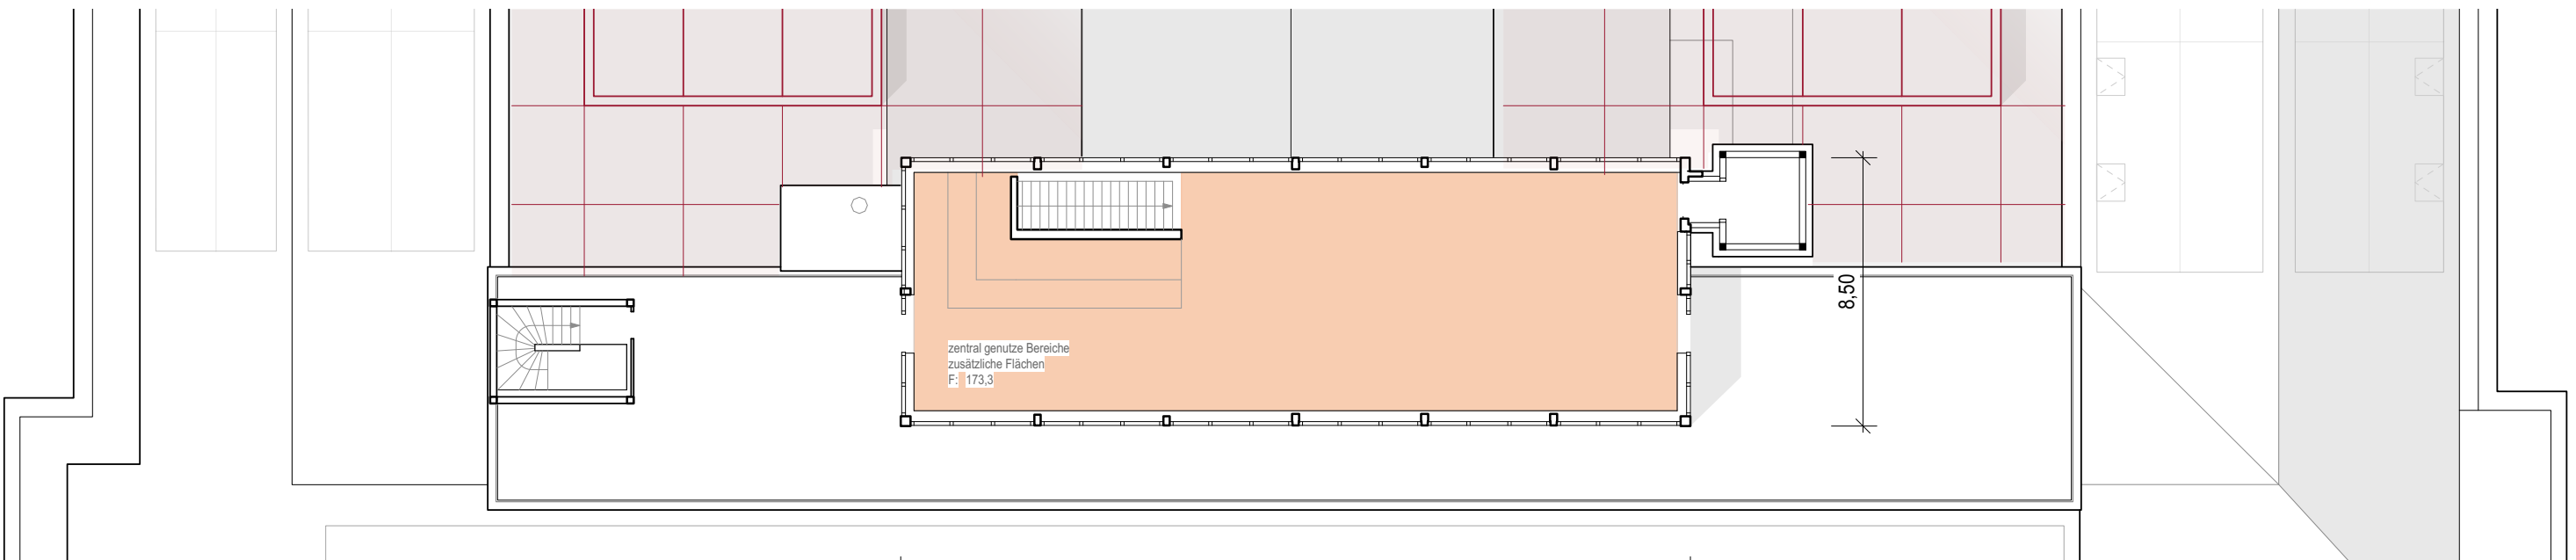 8,50
zentral genutze Bereiche
zusätzliche Flächen
F: 173,3